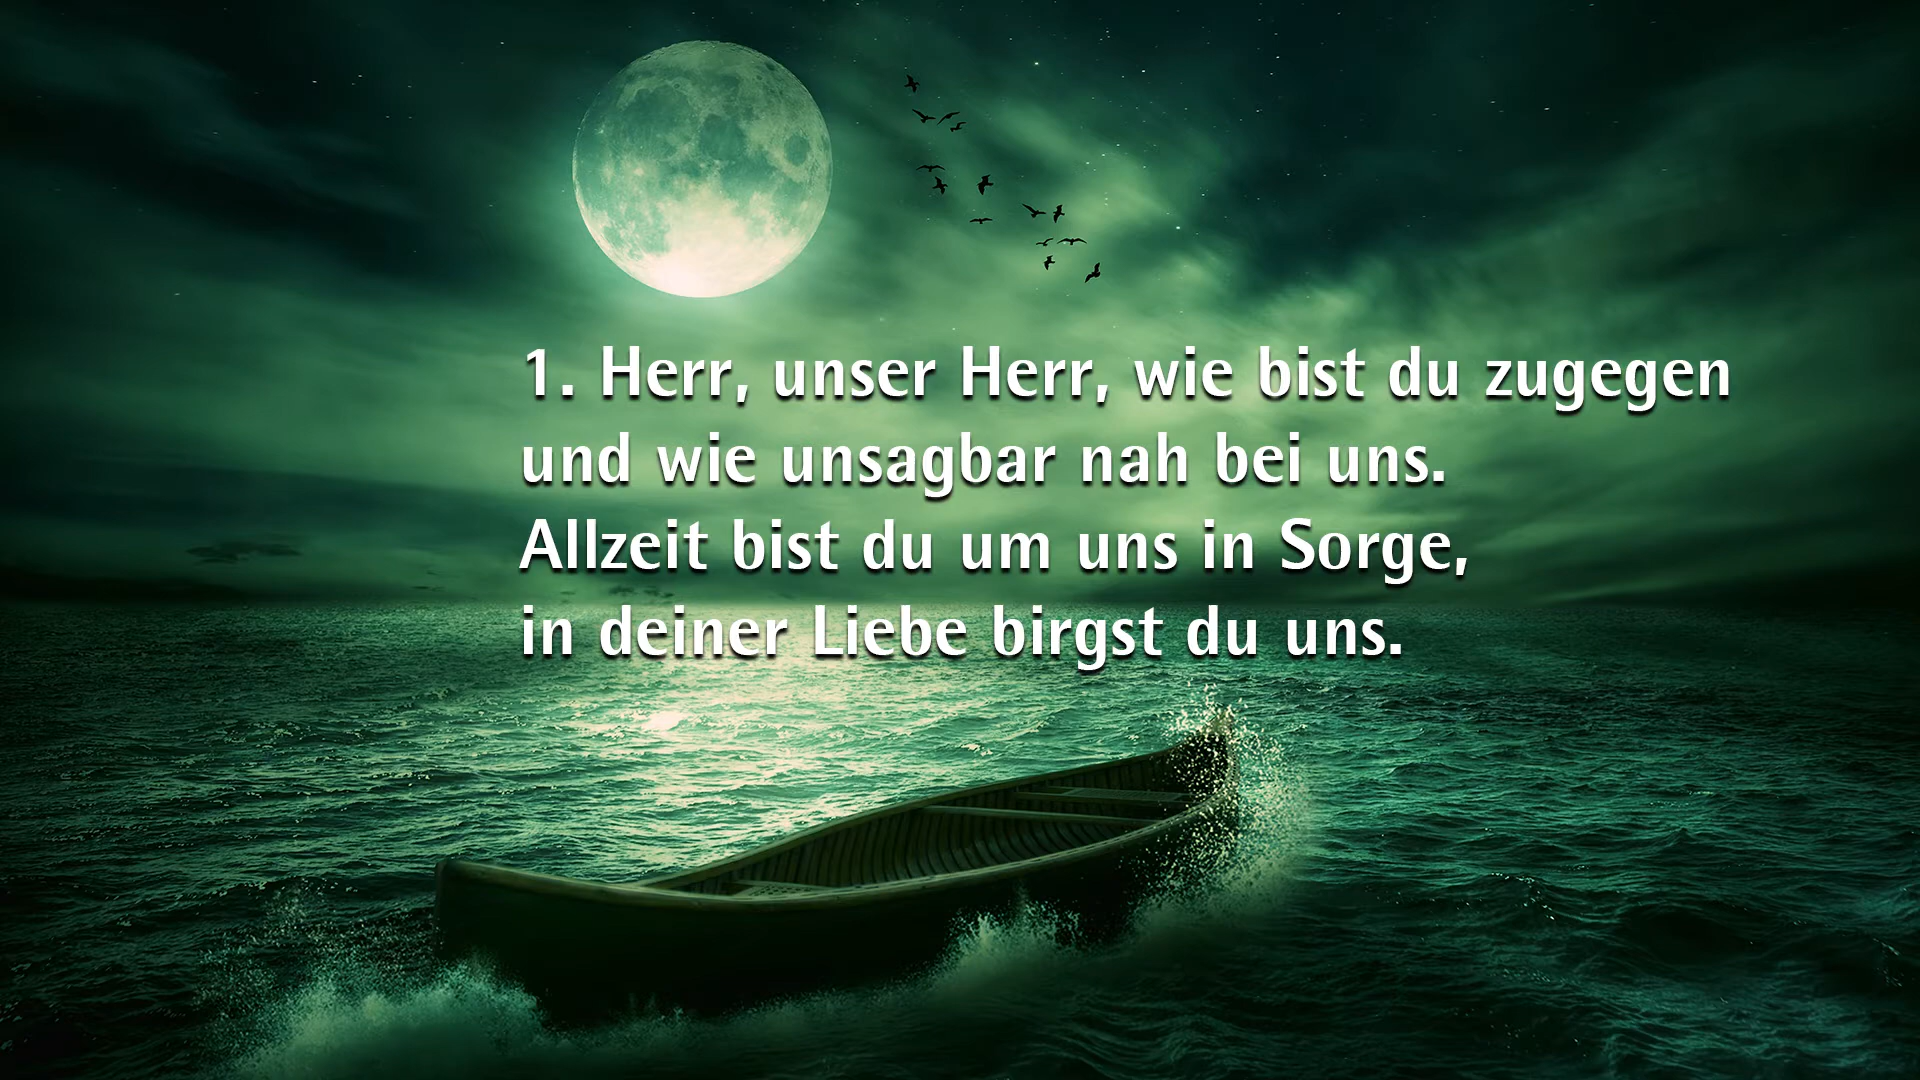 1. Herr, unser Herr, wie bist du zugegen
und wie unsagbar nah bei uns.
Allzeit bist du um uns in Sorge,
in deiner Liebe birgst du uns.